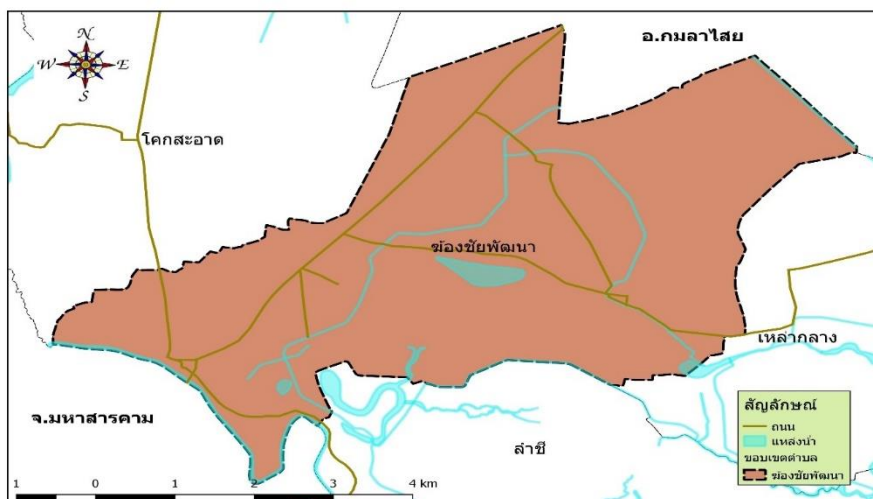 อ.กมลาไสย
N
W E
S
โคกสะอาด
ฆ้องชัยพัฒนา
เหล่ากลาง
จ.มหาสารคาม
ลำชี
สัญลักษณ์
ถนน
แหล่งน้ำ
ขอบเขตตำบล
ฆ้องชัยพัฒนา
1 0 1 2 3 4 km